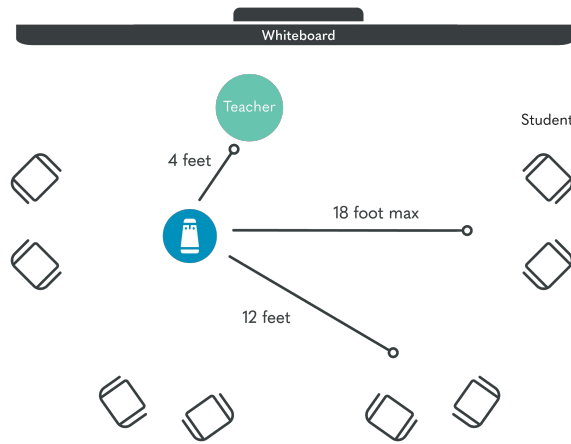 Whiteboard
Teacher
Student
4 feet
18 foot max
12 feet